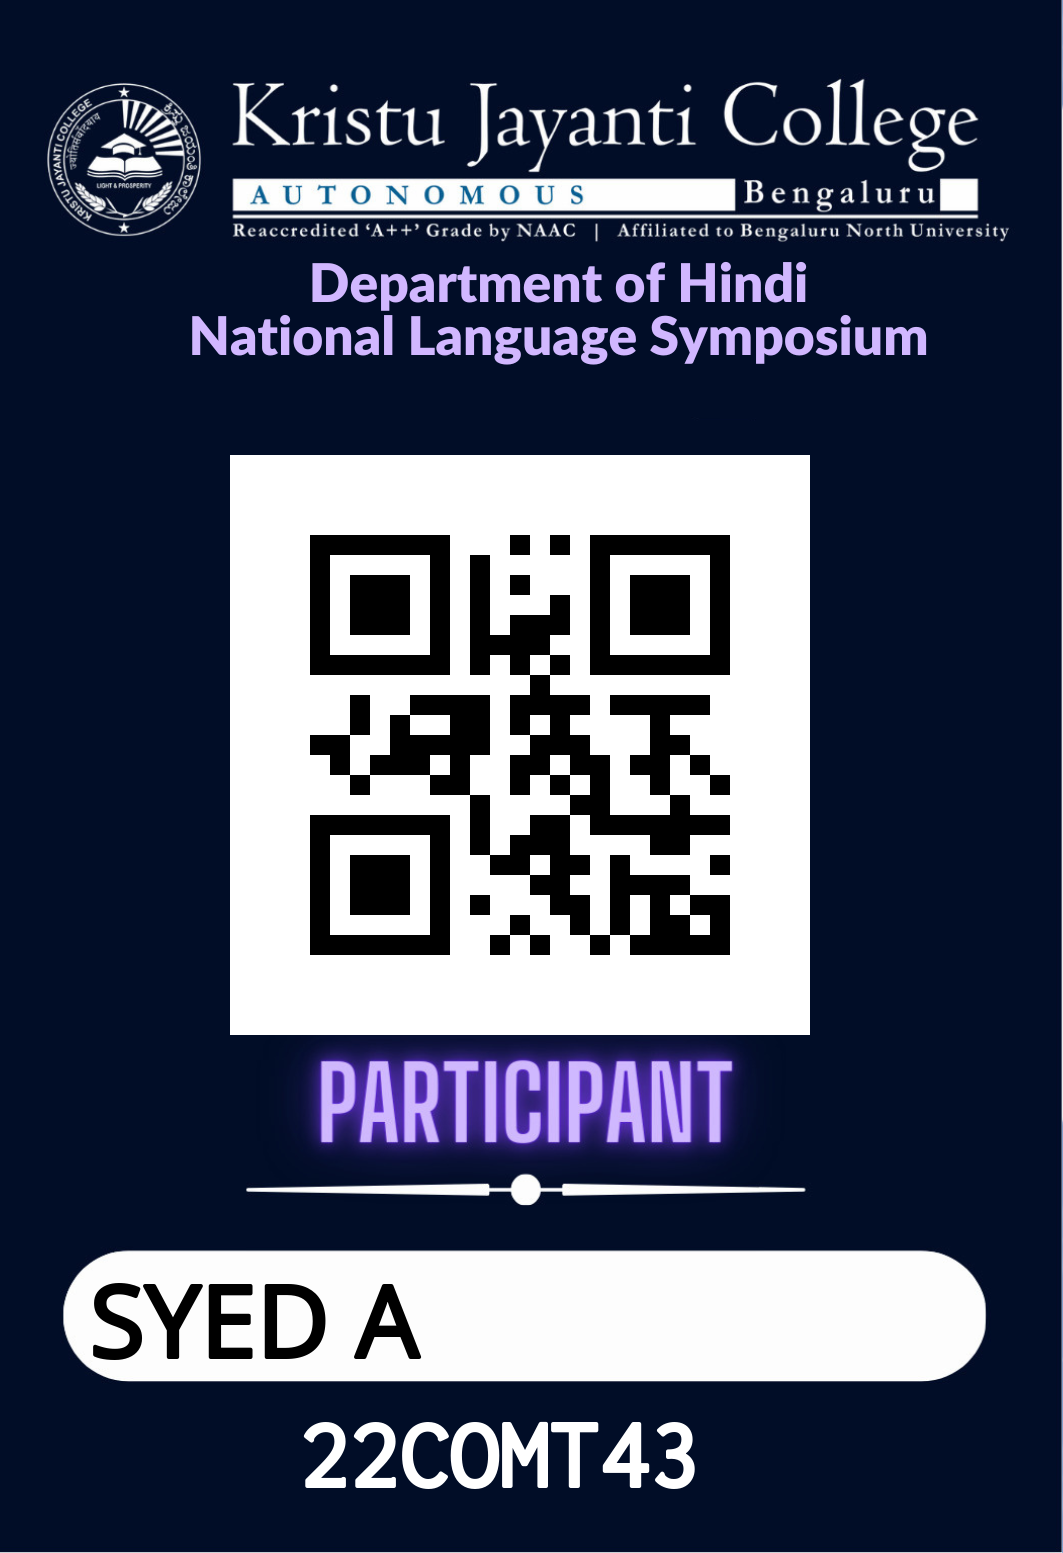 KRISTU JAYANTI COLLEGE
ಕ್ರಿಸ್ತು ಜಯಂತಿ ಕಾಲೇಜು
LIGHT & PROSPERITY
Kristu Jayanti College
AUTONOMOUS Bengaluru
Reaccredited ‘A++’ Grade by NAAC | Affiliated to Bengaluru North University
Department of Hindi
National Language Symposium
PARTICIPANT
SYED A
22COMT43